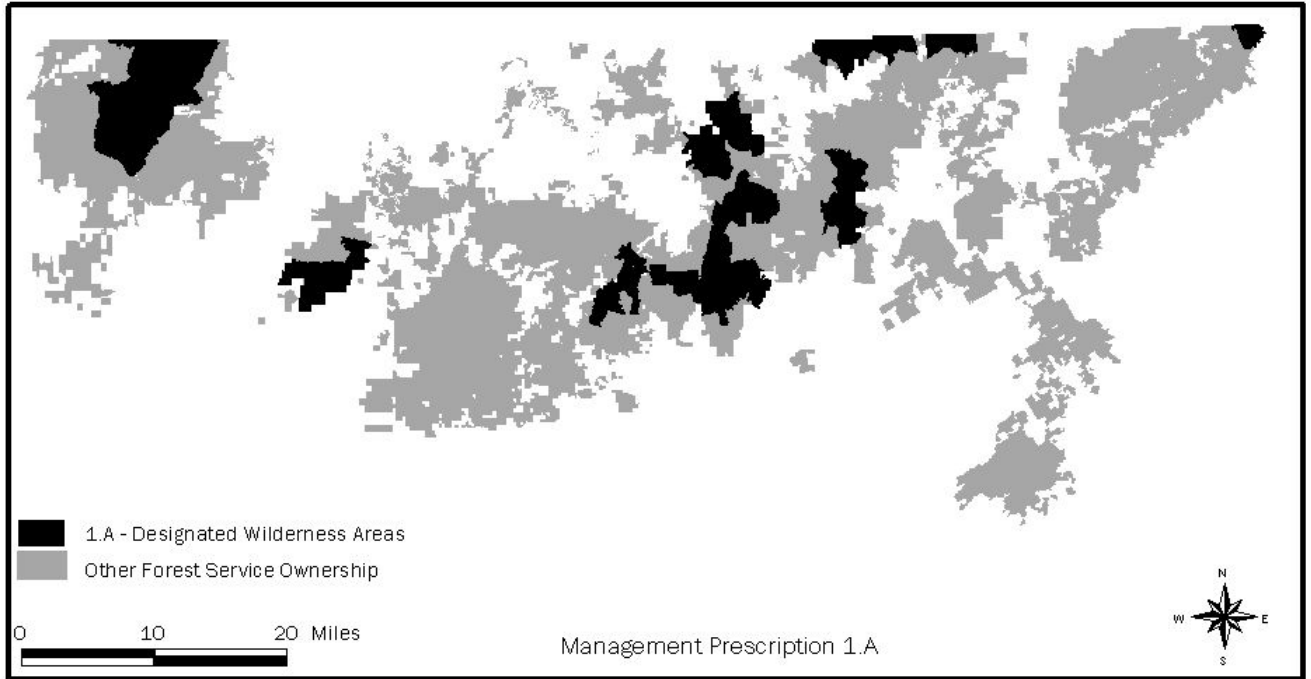 1.A - Designated Wilderness Areas
Other Forest Service Ownership
0 10 20 Miles
Management Prescription 1.A
N
W E
S